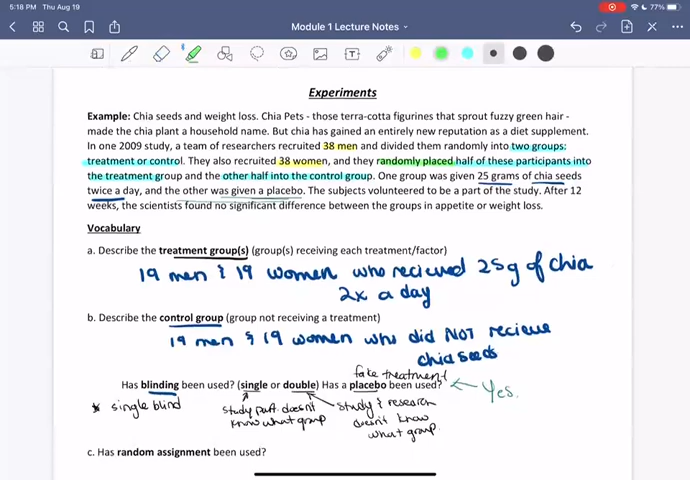 5:18 PM Thu Aug 19
77%
Module 1 Lecture Notes
Experiments
Example: Chia seeds and weight loss. Chia Pets - those terra-cotta figurines that sprout fuzzy green hair -
made the chia plant a household name. But chia has gained an entirely new reputation as a diet supplement.
In one 2009 study, a team of researchers recruited 38 men and divided them randomly into two groups:
treatment or control. They also recruited 38 women, and they randomly placed half of these participants into
the treatment group and the other half into the control group. One group was given 25 grams of chia seeds
twice a day, and the other was given a placebo. The subjects volunteered to be a part of the study. After 12
weeks, the scientists found no significant difference between the groups in appetite or weight loss.
Vocabulary
a. Describe the treatment group(s) (group(s) receiving each treatment/factor)
19 men & 19 women who recieved 25g of chia
2x a day
b. Describe the control group (group not receiving a treatment)
19 men & 19 women who did NOT recieve
chia seeds
fake treatment
Has blinding been used? (single or double) Has a placebo been used?
Yes.
* single blind
study part. doesn't
know what group
study & research
doesn't know
what group.
c. Has random assignment been used?